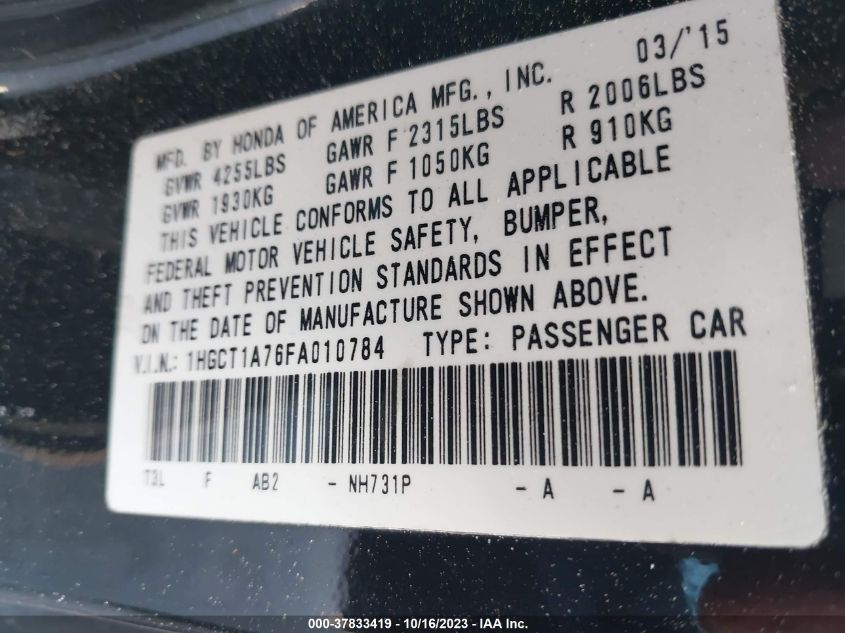 03/'15
MFD. BY HONDA OF AMERICA MFG., INC.
GVWR 4255LBS GAWR F 2315LBS R 2006LBS
GVWR 1930KG GAWR F 1050KG R 910KG
THIS VEHICLE CONFORMS TO ALL APPLICABLE
FEDERAL MOTOR VEHICLE SAFETY, BUMPER,
AND THEFT PREVENTION STANDARDS IN EFFECT
ON THE DATE OF MANUFACTURE SHOWN ABOVE.
V.I.N.: 1HGCT1A76FA010784 TYPE: PASSENGER CAR
T3L F AB2 - NH731P - A - A
000-37833419 - 10/16/2023 - IAA Inc.